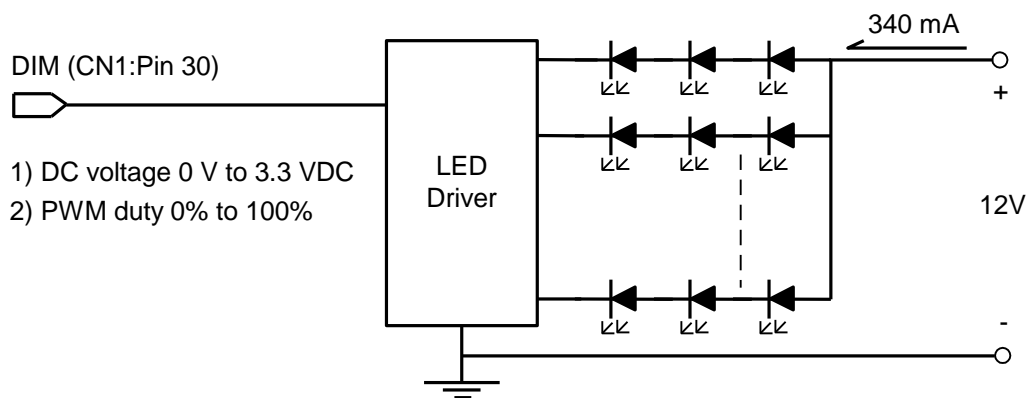 340 mA
DIM (CN1:Pin 30)
+
1) DC voltage 0 V to 3.3 VDC
2) PWM duty 0% to 100%
LED
Driver
12V
-